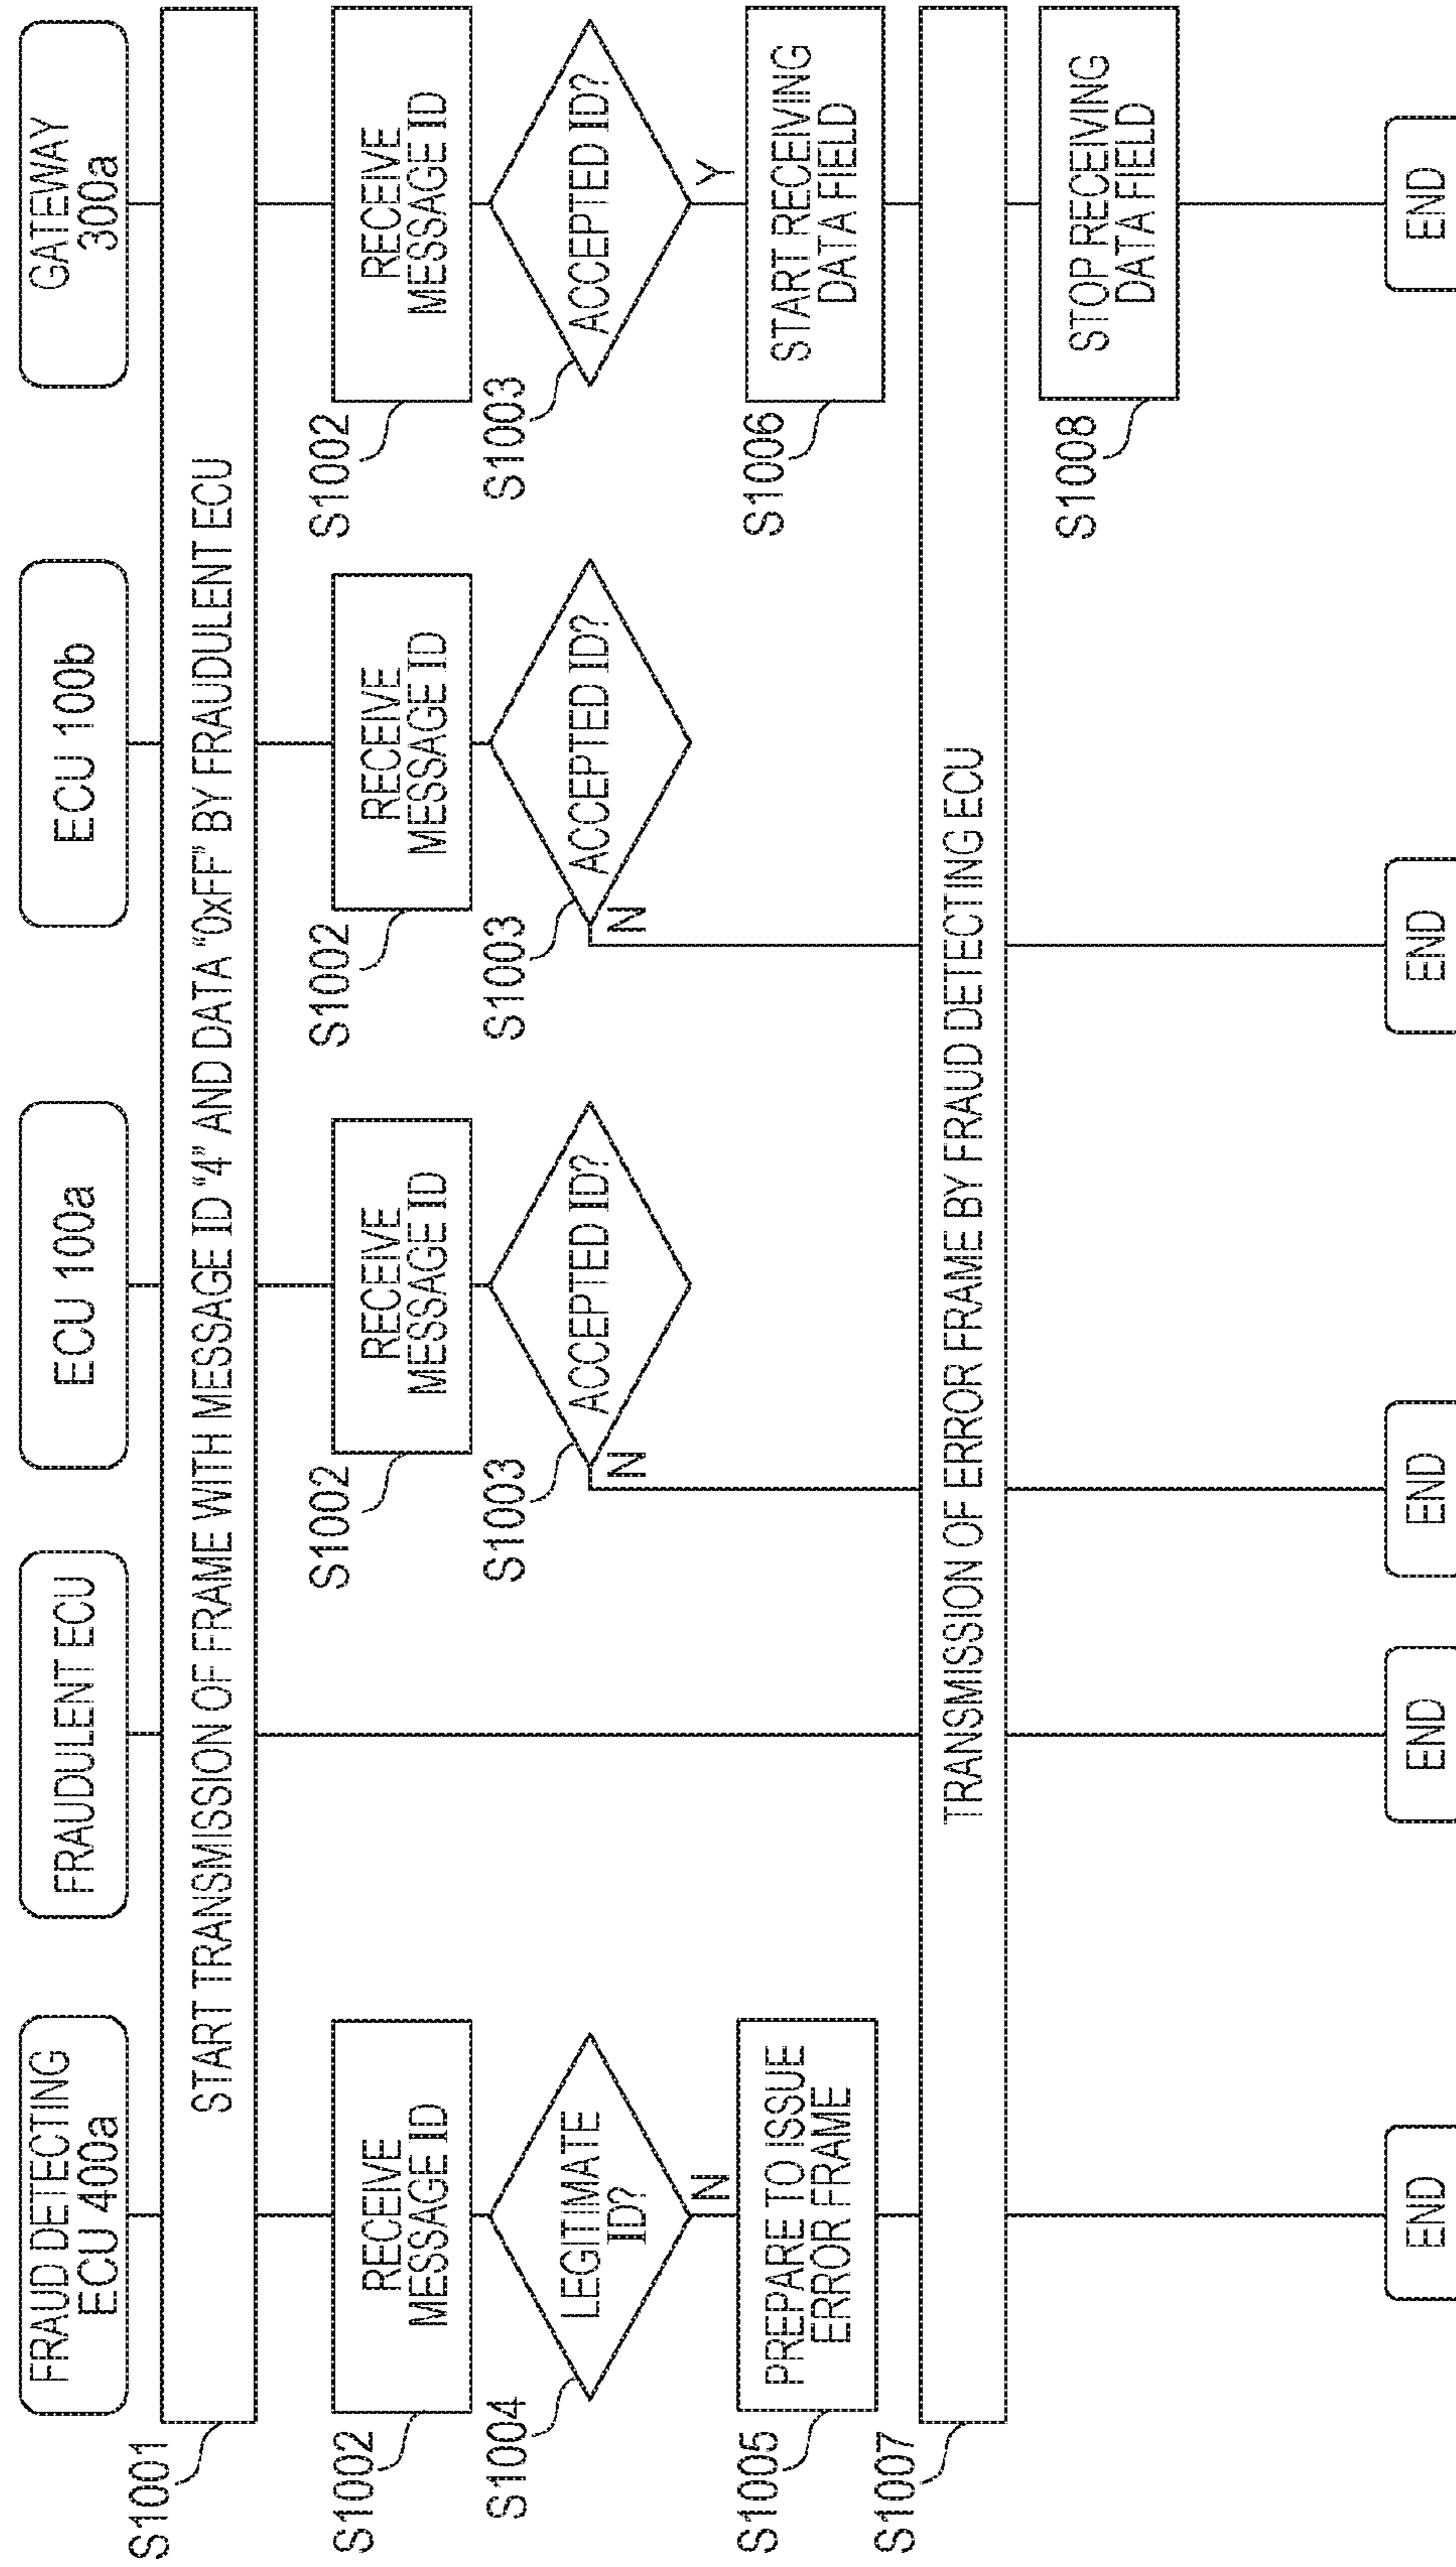 FRAUD DETECTING
ECU 400a
FRAUDULENT ECU
ECU 100a
ECU 100b
GATEWAY
300a
S1001
START TRANSMISSION OF FRAME WITH MESSAGE ID “4” AND DATA “0xFF” BY FRAUDULENT ECU
S1002
RECEIVE
MESSAGE ID
S1002
RECEIVE
MESSAGE ID
S1002
RECEIVE
MESSAGE ID
S1002
RECEIVE
MESSAGE ID
S1004
LEGITIMATE
ID?
N
S1003
ACCEPTED ID?
N
S1003
ACCEPTED ID?
N
S1003
ACCEPTED ID?
Y
S1005
PREPARE TO ISSUE
ERROR FRAME
S1006
START RECEIVING
DATA FIELD
S1007
TRANSMISSION OF ERROR FRAME BY FRAUD DETECTING ECU
S1008
STOP RECEIVING
DATA FIELD
END
END
END
END
END